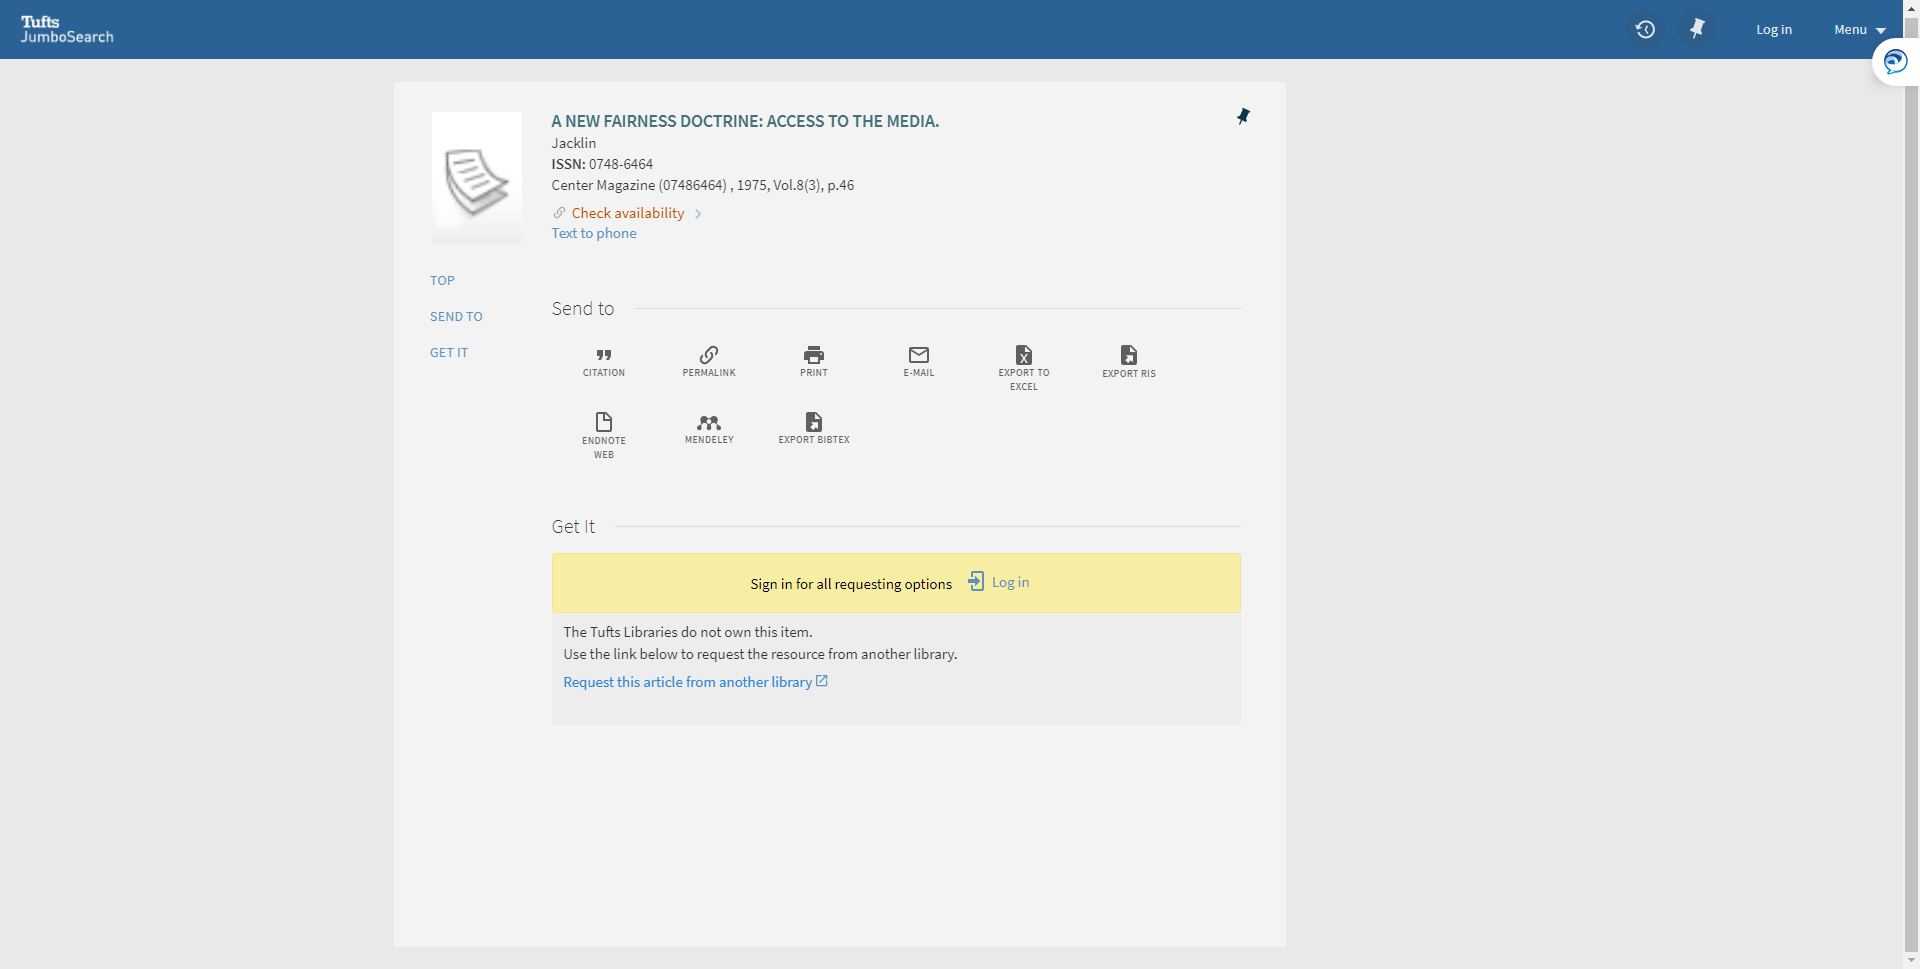 Tufts
JumboSearch
Log in
Menu
A NEW FAIRNESS DOCTRINE: ACCESS TO THE MEDIA.
Jacklin
ISSN: 0748-6464
Center Magazine (07486464) , 1975, Vol.8(3), p.46
Check availability
Text to phone
TOP
SEND TO
GET IT
Send to
CITATION
PERMALINK
PRINT
E-MAIL
EXPORT TO
EXCEL
EXPORT RIS
ENDNOTE
WEB
MENDELEY
EXPORT BIBTEX
Get It
Sign in for all requesting options
Log in
The Tufts Libraries do not own this item.
Use the link below to request the resource from another library.
Request this article from another library